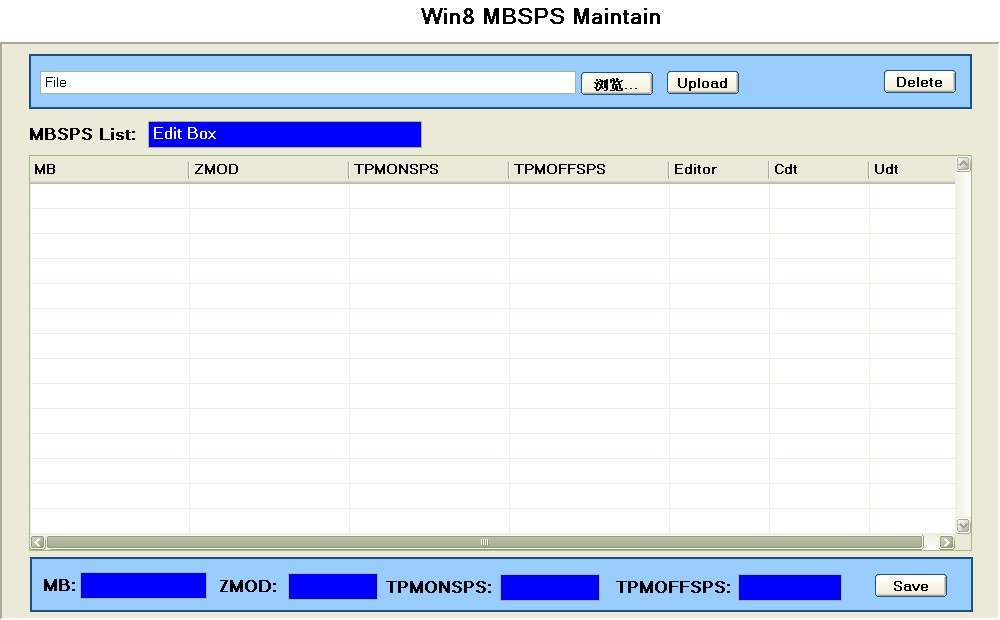 Win8 MBSPS Maintain
File 浏览... Upload Delete
MBSPS List: Edit Box
MB ZMOD TPMONSPS TPMOFFSPS Editor Cdt Udt
MB: ZMOD: TPMONSPS: TPMOFFSPS: Save